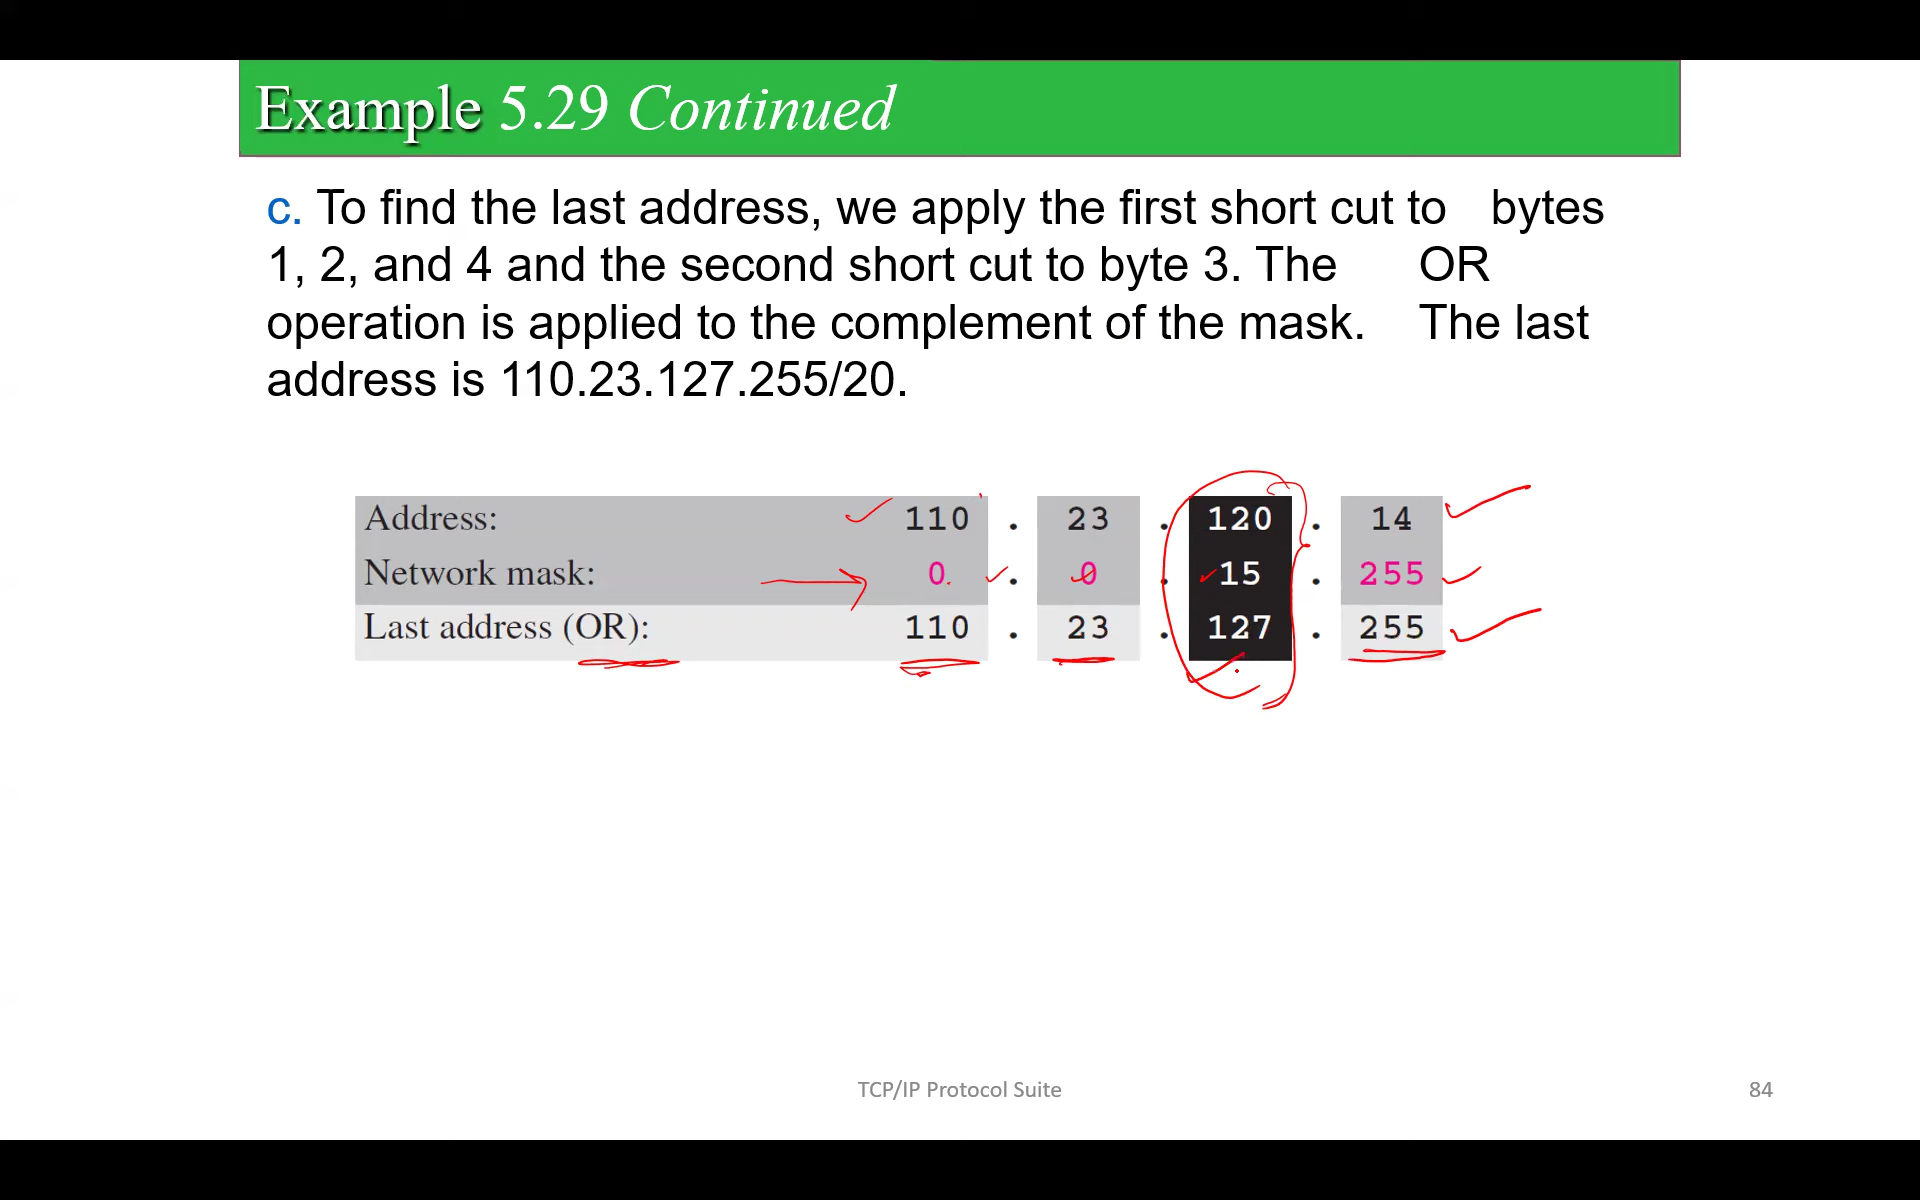 Example 5.29 Continued
c. To find the last address, we apply the first short cut to bytes
1, 2, and 4 and the second short cut to byte 3. The OR
operation is applied to the complement of the mask. The last
address is 110.23.127.255/20.
Address: 110 . 23 . 120 . 14
Network mask: 0 . 0 . 15 . 255
Last address (OR): 110 . 23 . 127 . 255
TCP/IP Protocol Suite 84